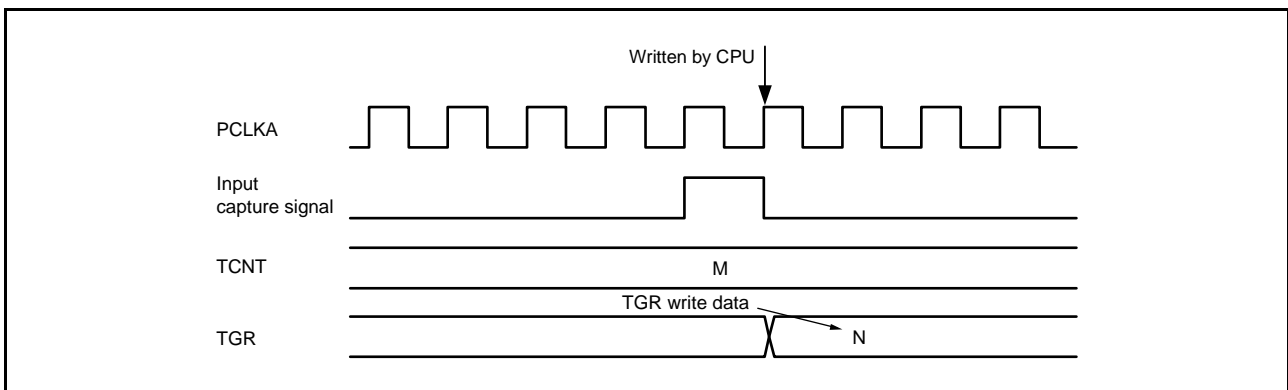 Written by CPU
PCLKA
Input
capture signal
TCNT
M
TGR write data
TGR
N